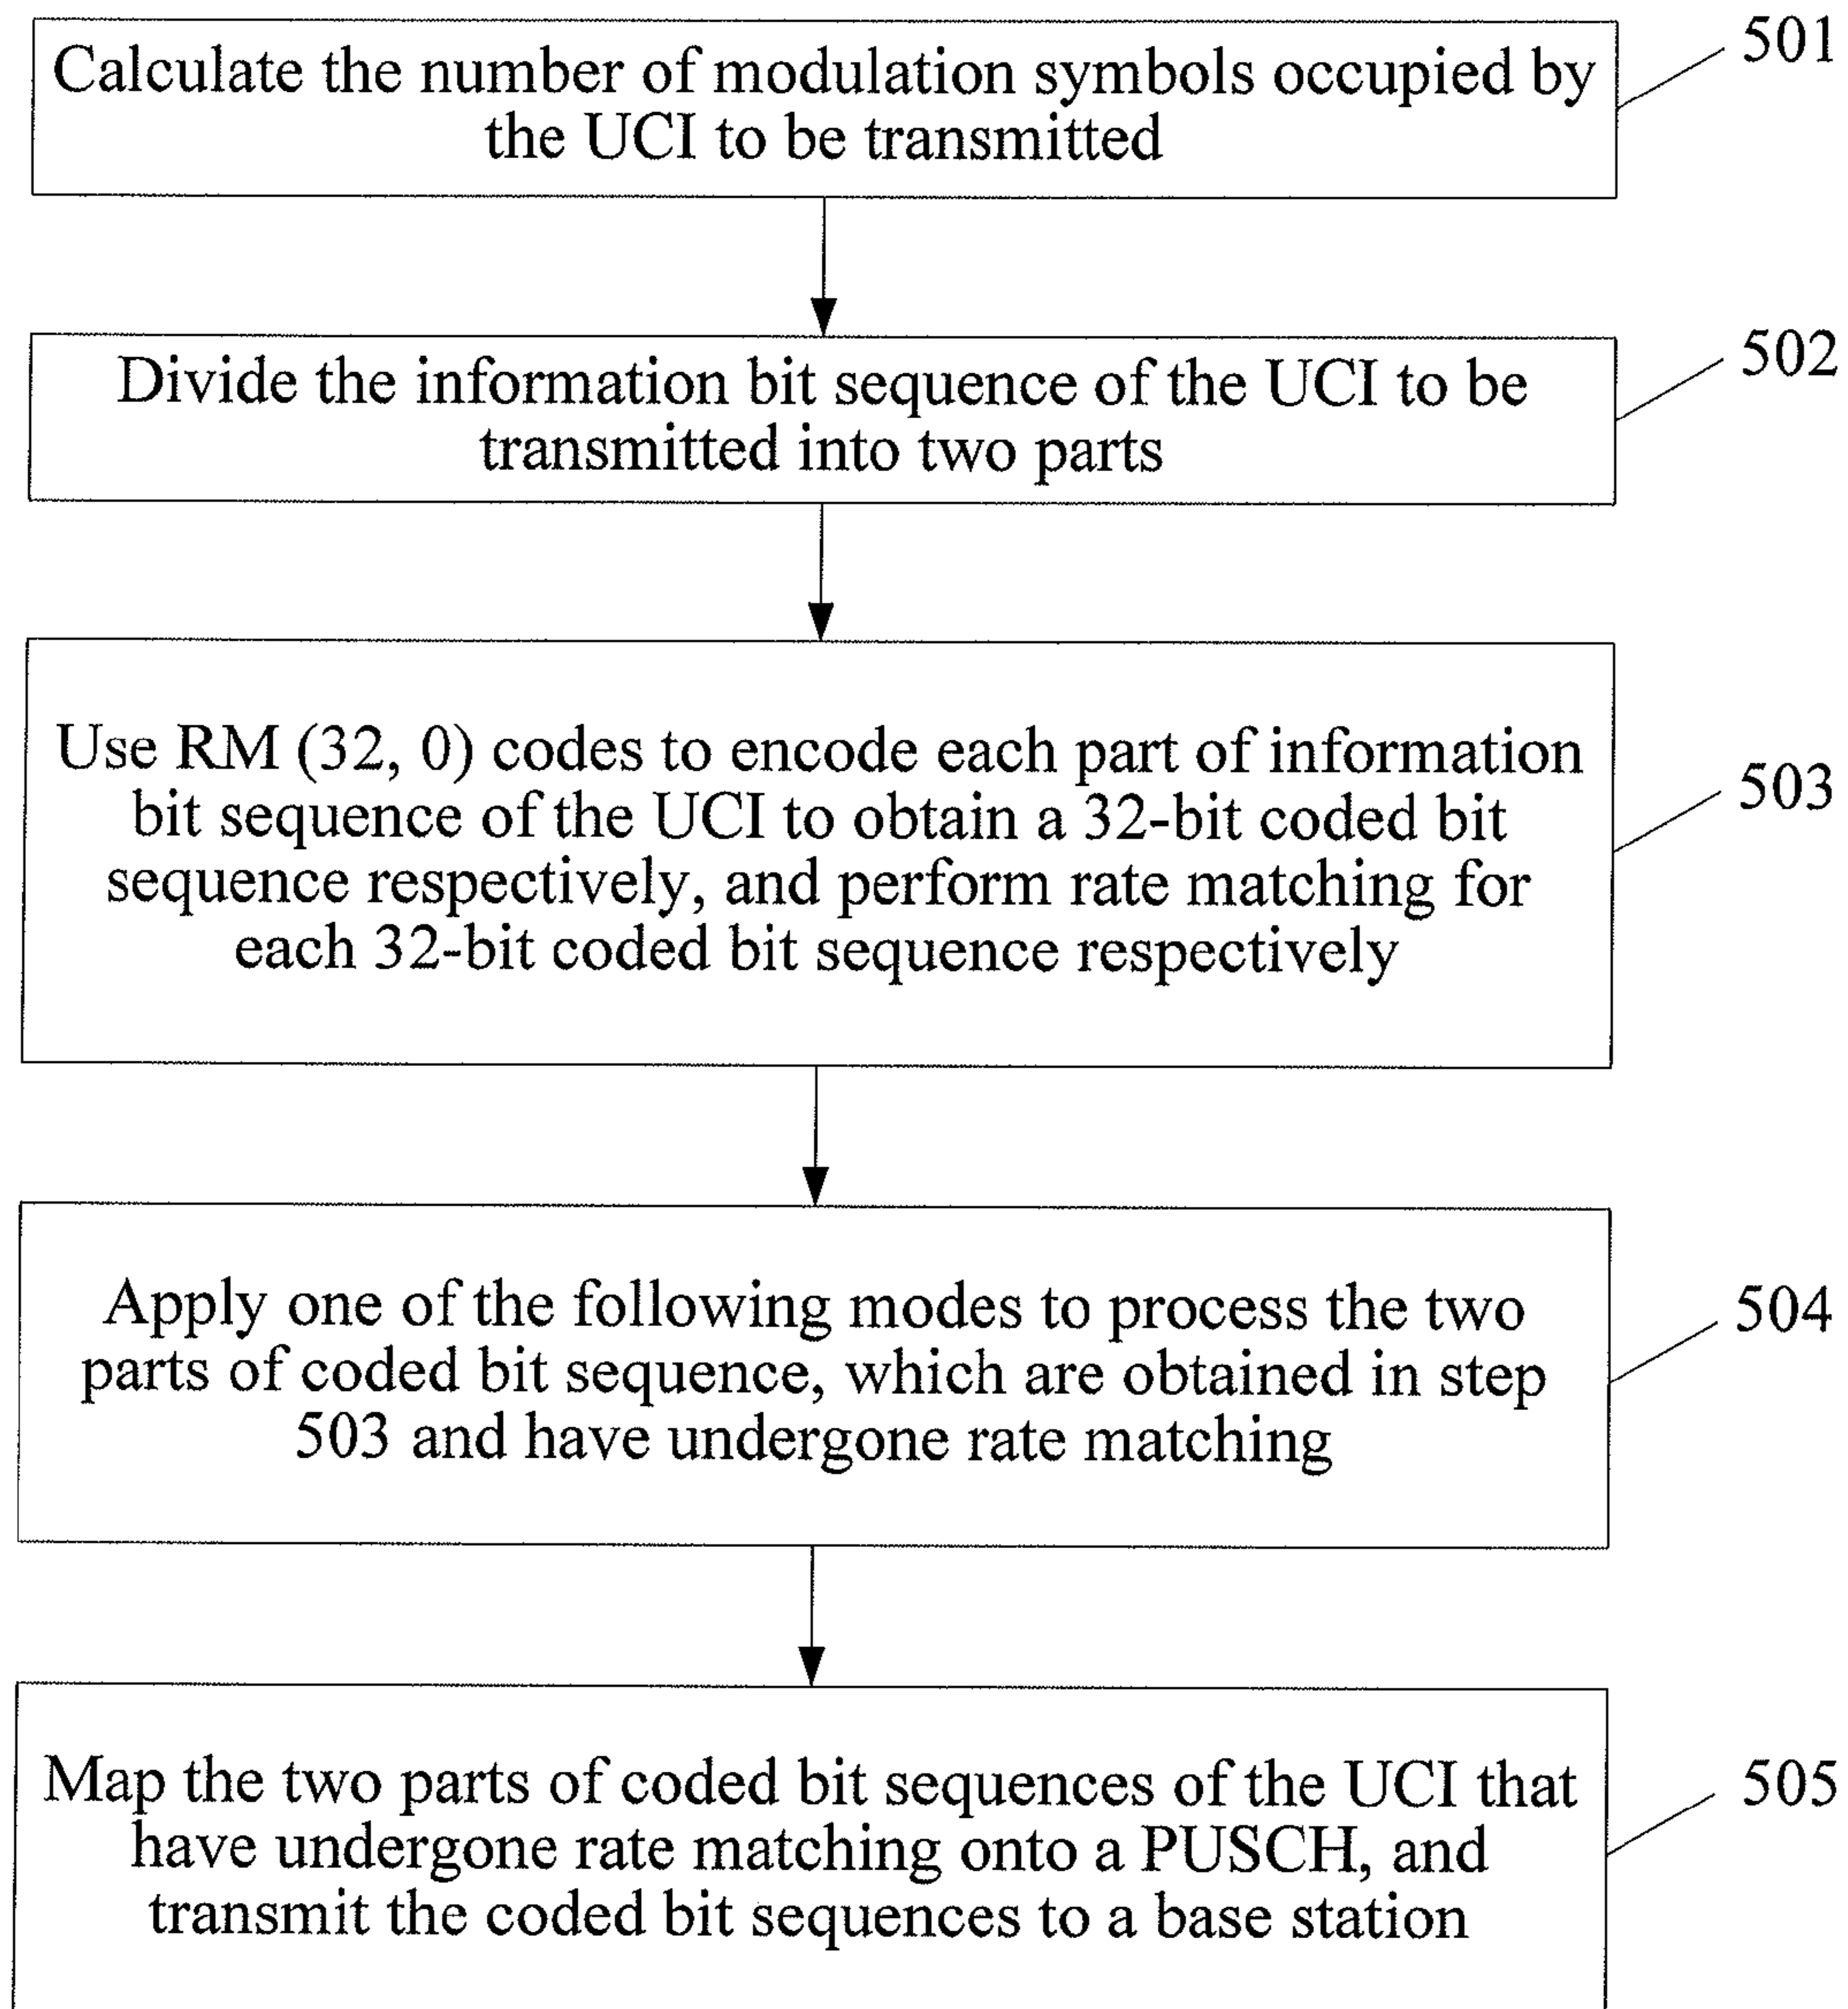 Calculate the number of modulation symbols occupied by
the UCI to be transmitted
501
Divide the information bit sequence of the UCI to be
transmitted into two parts
502
Use RM (32, 0) codes to encode each part of information
bit sequence of the UCI to obtain a 32-bit coded bit
sequence respectively, and perform rate matching for
each 32-bit coded bit sequence respectively
503
Apply one of the following modes to process the two
parts of coded bit sequence, which are obtained in step
503 and have undergone rate matching
504
Map the two parts of coded bit sequences of the UCI that
have undergone rate matching onto a PUSCH, and
transmit the coded bit sequences to a base station
505